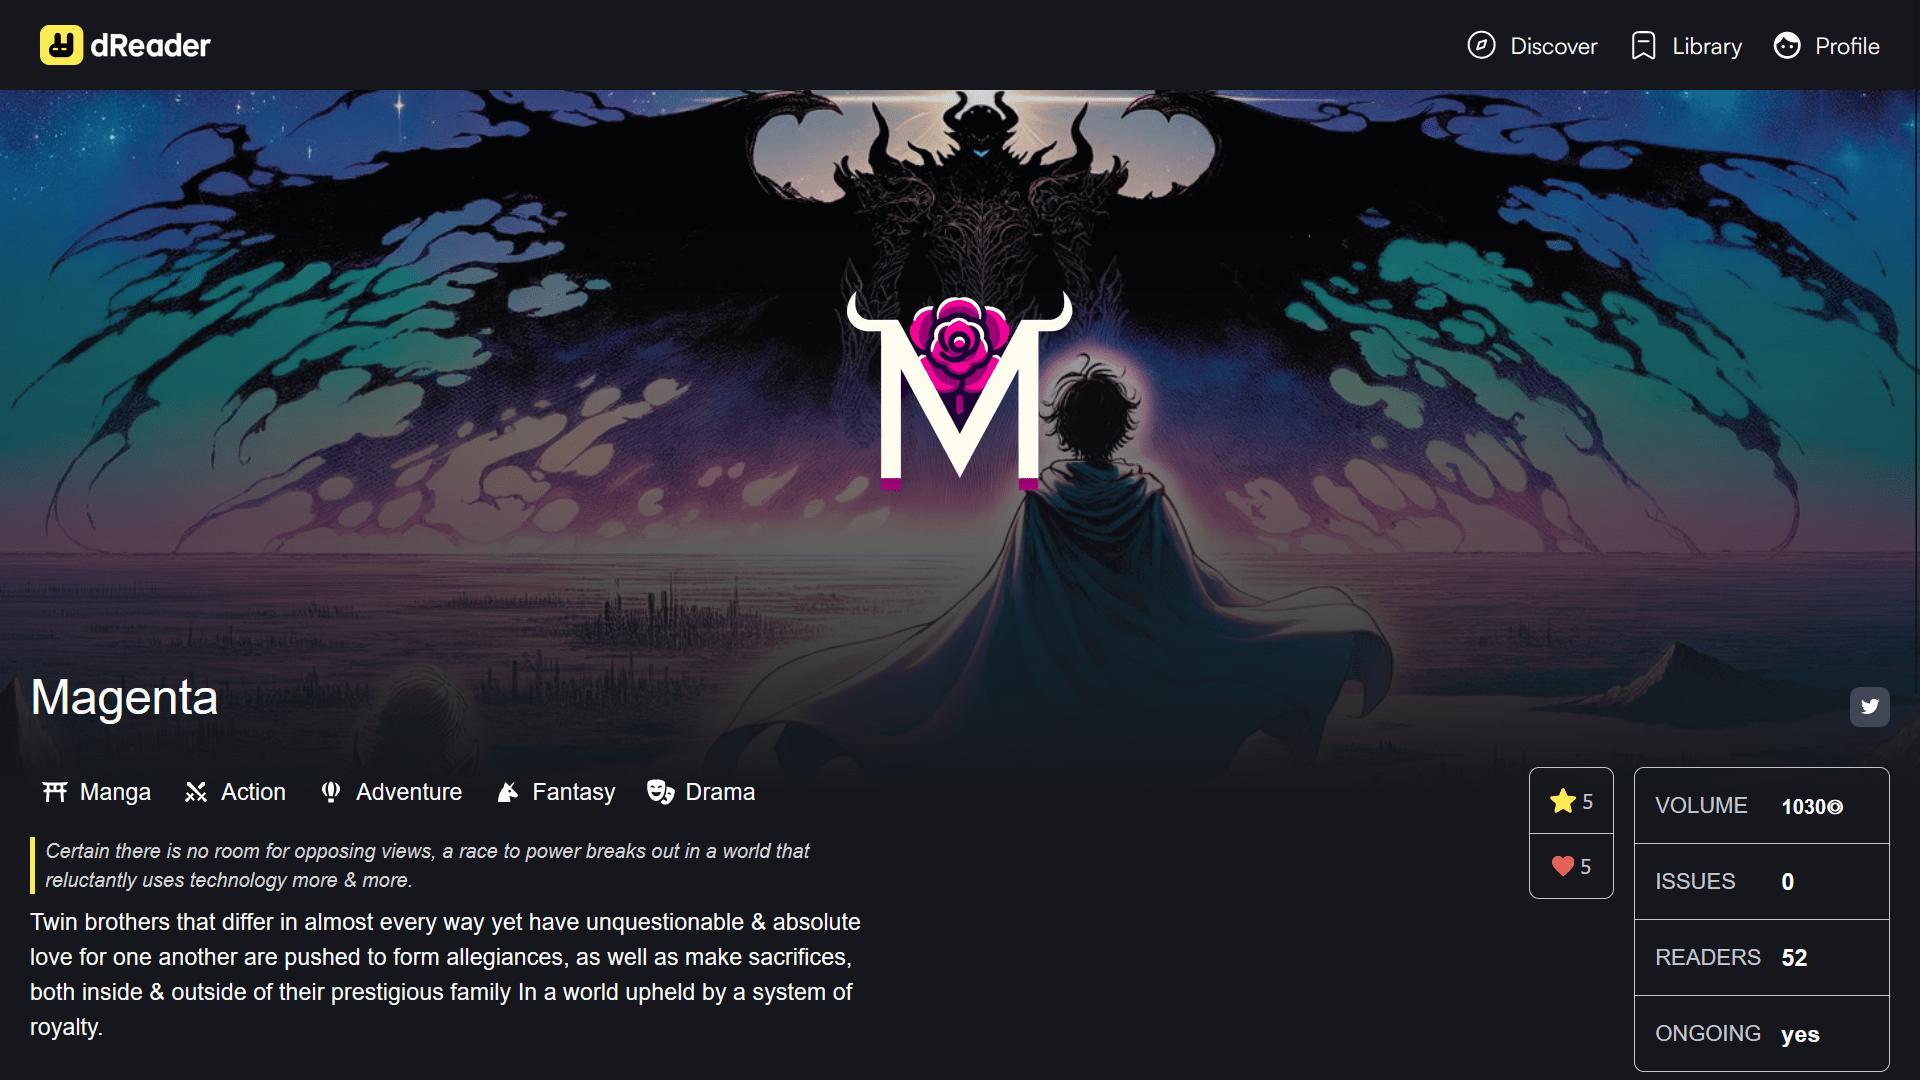 dReader
Discover
Library
Profile
M
Magenta
Manga
Action
Adventure
Fantasy
Drama
Certain there is no room for opposing views, a race to power breaks out in a world that
reluctantly uses technology more & more.
Twin brothers that differ in almost every way yet have unquestionable & absolute
love for one another are pushed to form allegiances, as well as make sacrifices,
both inside & outside of their prestigious family In a world upheld by a system of
royalty.
5
5
VOLUME 1030
ISSUES 0
READERS 52
ONGOING yes